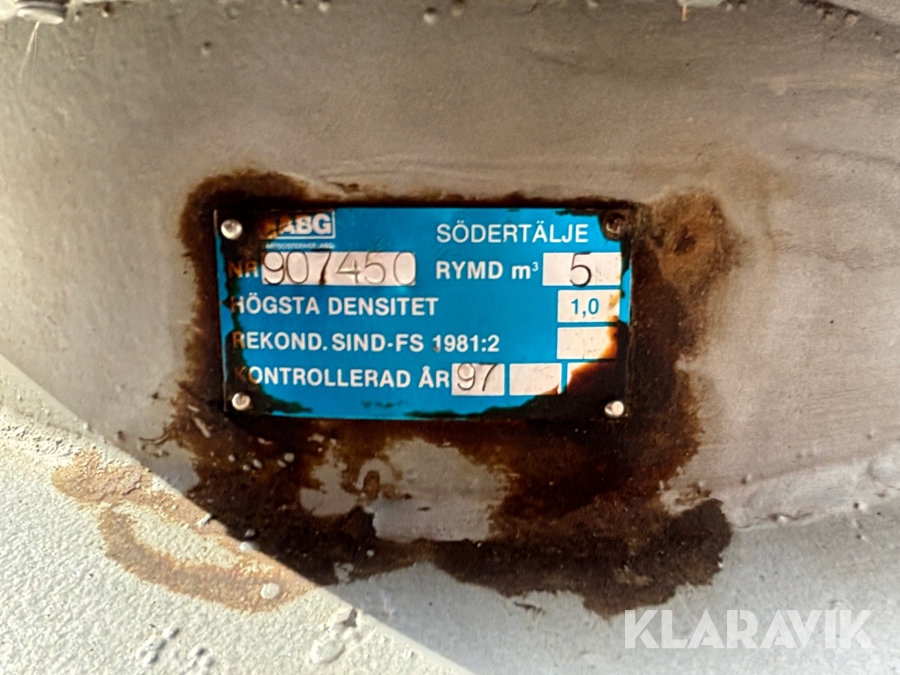 ABG
SÖDERTÄLJE
NR 907450 RYMD m³ 5
HÖGSTA DENSITET 1,0
REKOND. SIND-FS 1981:2
KONTROLLERAD ÅR 97
KLARAVIK